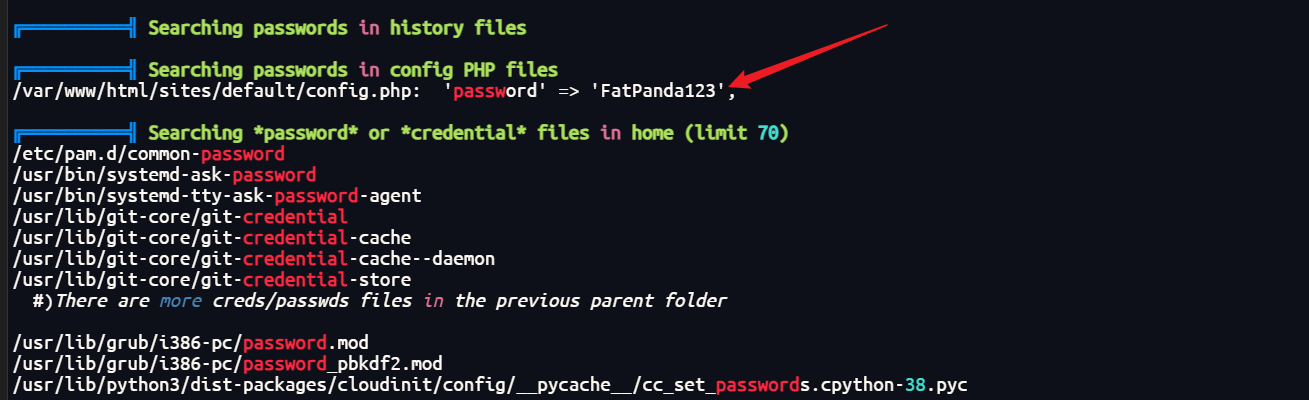 ╔══════════╣ Searching passwords in history files
╔══════════╣ Searching passwords in config PHP files
/var/www/html/sites/default/config.php:  'password' => 'FatPanda123',
╔══════════╣ Searching *password* or *credential* files in home (limit 70)
/etc/pam.d/common-password
/usr/bin/systemd-ask-password
/usr/bin/systemd-tty-ask-password-agent
/usr/lib/git-core/git-credential
/usr/lib/git-core/git-credential-cache
/usr/lib/git-core/git-credential-cache--daemon
/usr/lib/git-core/git-credential-store
  #)There are more creds/passwds files in the previous parent folder
/usr/lib/grub/i386-pc/password.mod
/usr/lib/grub/i386-pc/password_pbkdf2.mod
/usr/lib/python3/dist-packages/cloudinit/config/__pycache__/cc_set_passwords.cpython-38.pyc